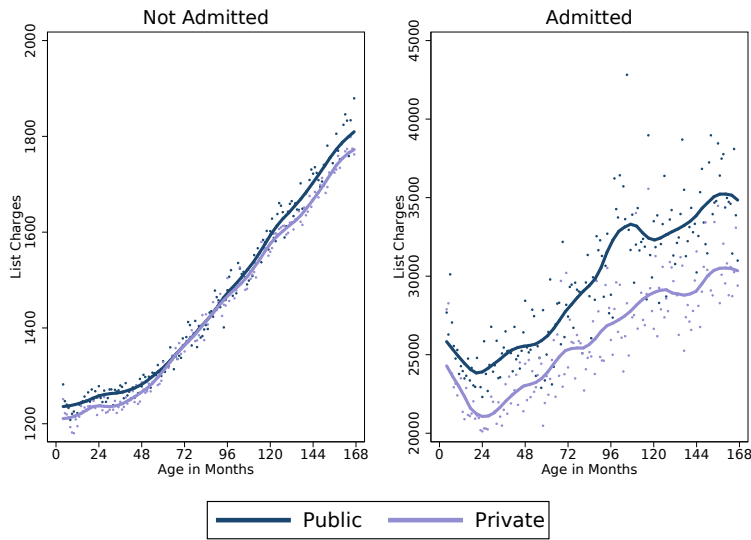 Not Admitted
Admitted
List Charges
2000
1800
1600
1400
1200
0 24 48 72 96 120 144 168
Age in Months
List Charges
45000
40000
35000
30000
25000
20000
0 24 48 72 96 120 144 168
Age in Months
Public Private